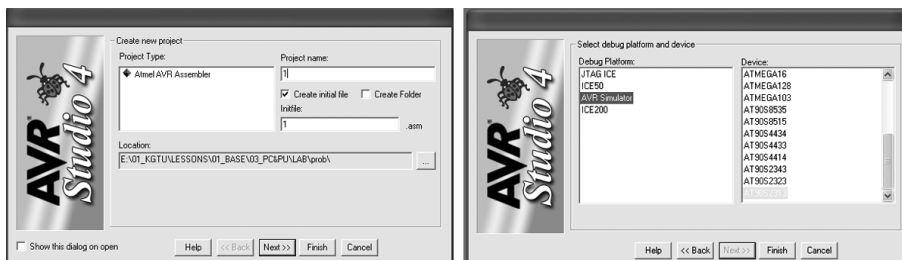 AVR Studio 4
Create new project
Project Type:
Atmel AVR Assembler
Project name:
1
Create initial file
Create Folder
Initfile:
1
.asm
Location:
E:\01_KGTU\LESSONS\01_BASE\03_PC&PU\LAB\prob\
...
Show this dialog on open
Help
<< Back
Next >>
Finish
Cancel
AVR Studio 4
Select debug platform and device
Debug Platform:
JTAG ICE
ICE50
AVR Simulator
ICE200
Device:
ATMEGA16
ATMEGA128
ATMEGA103
AT90S8535
AT90S8515
AT90S4434
AT90S4433
AT90S4414
AT90S2343
AT90S2323
Help
<< Back
Next >>
Finish
Cancel